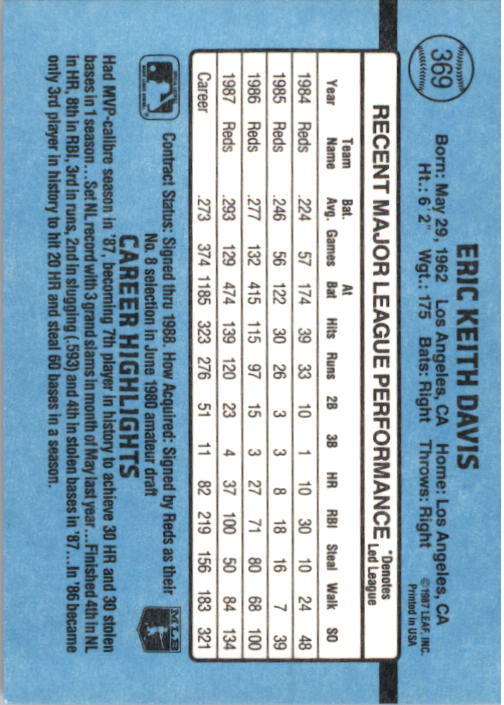 369
ERIC KEITH DAVIS
Born: May 29, 1962 Los Angeles, CA Home: Los Angeles, CA
Ht.: 6' 2" Wgt.: 175 Bats: Right Throws: Right
©1987 LEAF, INC.
Printed in USA
RECENT MAJOR LEAGUE PERFORMANCE *Denotes Led League
Year Team Name Bat. Avg. Games At Bat Hits Runs 2B 3B HR RBI Steal Walk SO
1984 Reds .224 57 174 39 33 10 1 10 30 10 24 48
1985 Reds .246 56 122 30 26 3 3 8 18 16 7 39
1986 Reds .277 132 415 115 97 15 3 27 71 80 68 100
1987 Reds .293 129 474 139 120 23 4 37 100 50 84 134
Career .273 374 1185 323 276 51 11 82 219 156 183 321
Contract Status: Signed thru 1988. How Acquired: Signed by Reds as their
No. 8 selection in June 1980 amateur draft
MLB
CAREER HIGHLIGHTS
Had MVP-calibre season in '87, becoming 7th player in history to achieve 30 HR and 30 stolen
bases in 1 season...Set NL record with 3 grand slams in month of May last year...Finished 4th in NL
in HR, 8th in RBI, 3rd in runs, 2nd in slugging (.593) and 4th in stolen bases in '87...In '86 became
only 3rd player in history to hit 20 HR and steal 60 bases in a season.